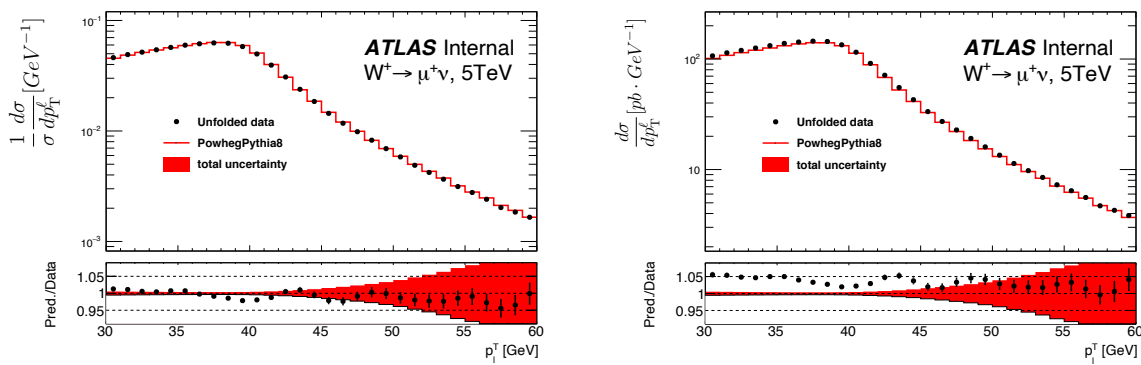 10⁻¹
10⁻²
10⁻³
1/σ dσ/dp_T^ℓ [GeV⁻¹]
ATLAS Internal
W⁺→ μ⁺ν, 5TeV
Unfolded data
PowhegPythia8
total uncertainty
Pred./Data
1.05
1
0.95
30 35 40 45 50 55 60
p_l^T [GeV]
10²
10
dσ/dp_T^ℓ [pb · GeV⁻¹]
ATLAS Internal
W⁺→ μ⁺ν, 5TeV
Unfolded data
PowhegPythia8
total uncertainty
Pred./Data
1.05
1
0.95
30 35 40 45 50 55 60
p_l^T [GeV]